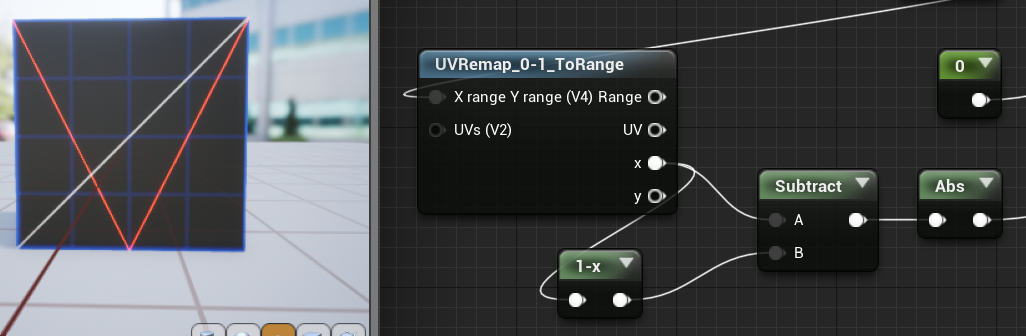 UVRemap_0-1_ToRange
X range Y range (V4) Range
UVs (V2) UV
x
y
0
Subtract
A
B
Abs
1-x